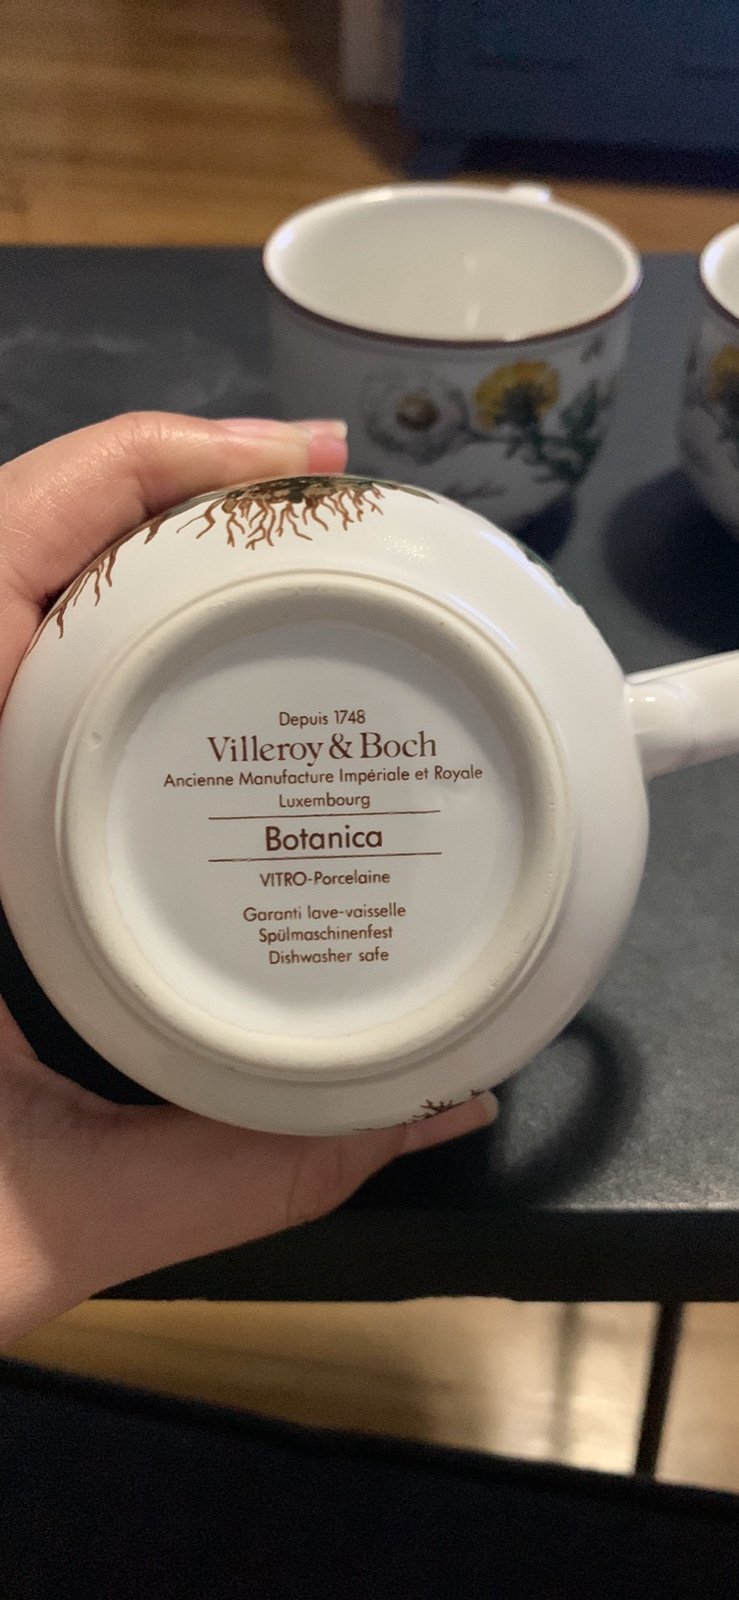 Depuis 1748
Villeroy & Boch
Ancienne Manufacture Impériale et Royale
Luxembourg
Botanica
VITRO-Porcelaine
Garanti lave-vaisselle
Spülmaschinenfest
Dishwasher safe